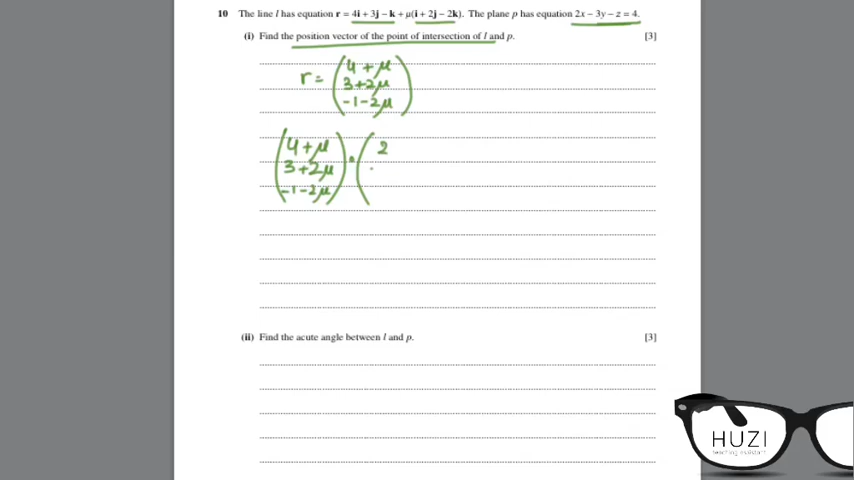 10 The line l has equation r = 4i + 3j − k + μ(i + 2j − 2k). The plane p has equation 2x − 3y − z = 4.
(i) Find the position vector of the point of intersection of l and p. [3]
r = (4 + μ
3 + 2μ
-1 - 2μ)
(4 + μ
3 + 2μ
-1 - 2μ) · (2
(ii) Find the acute angle between l and p. [3]
HUZI